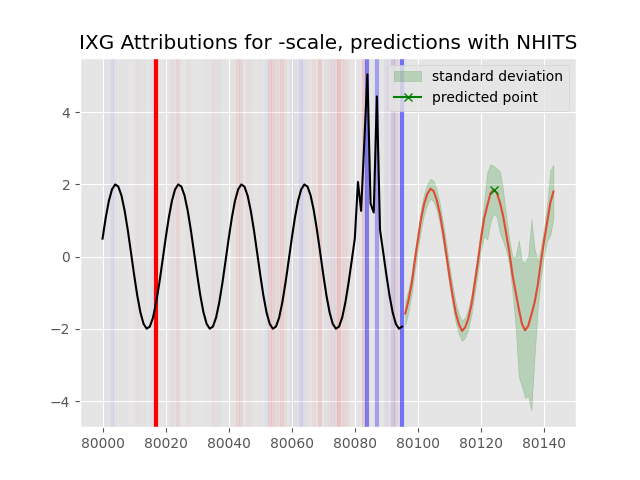 IXG Attributions for -scale, predictions with NHITS
standard deviation
predicted point
4
2
0
−2
−4
80000 80020 80040 80060 80080 80100 80120 80140